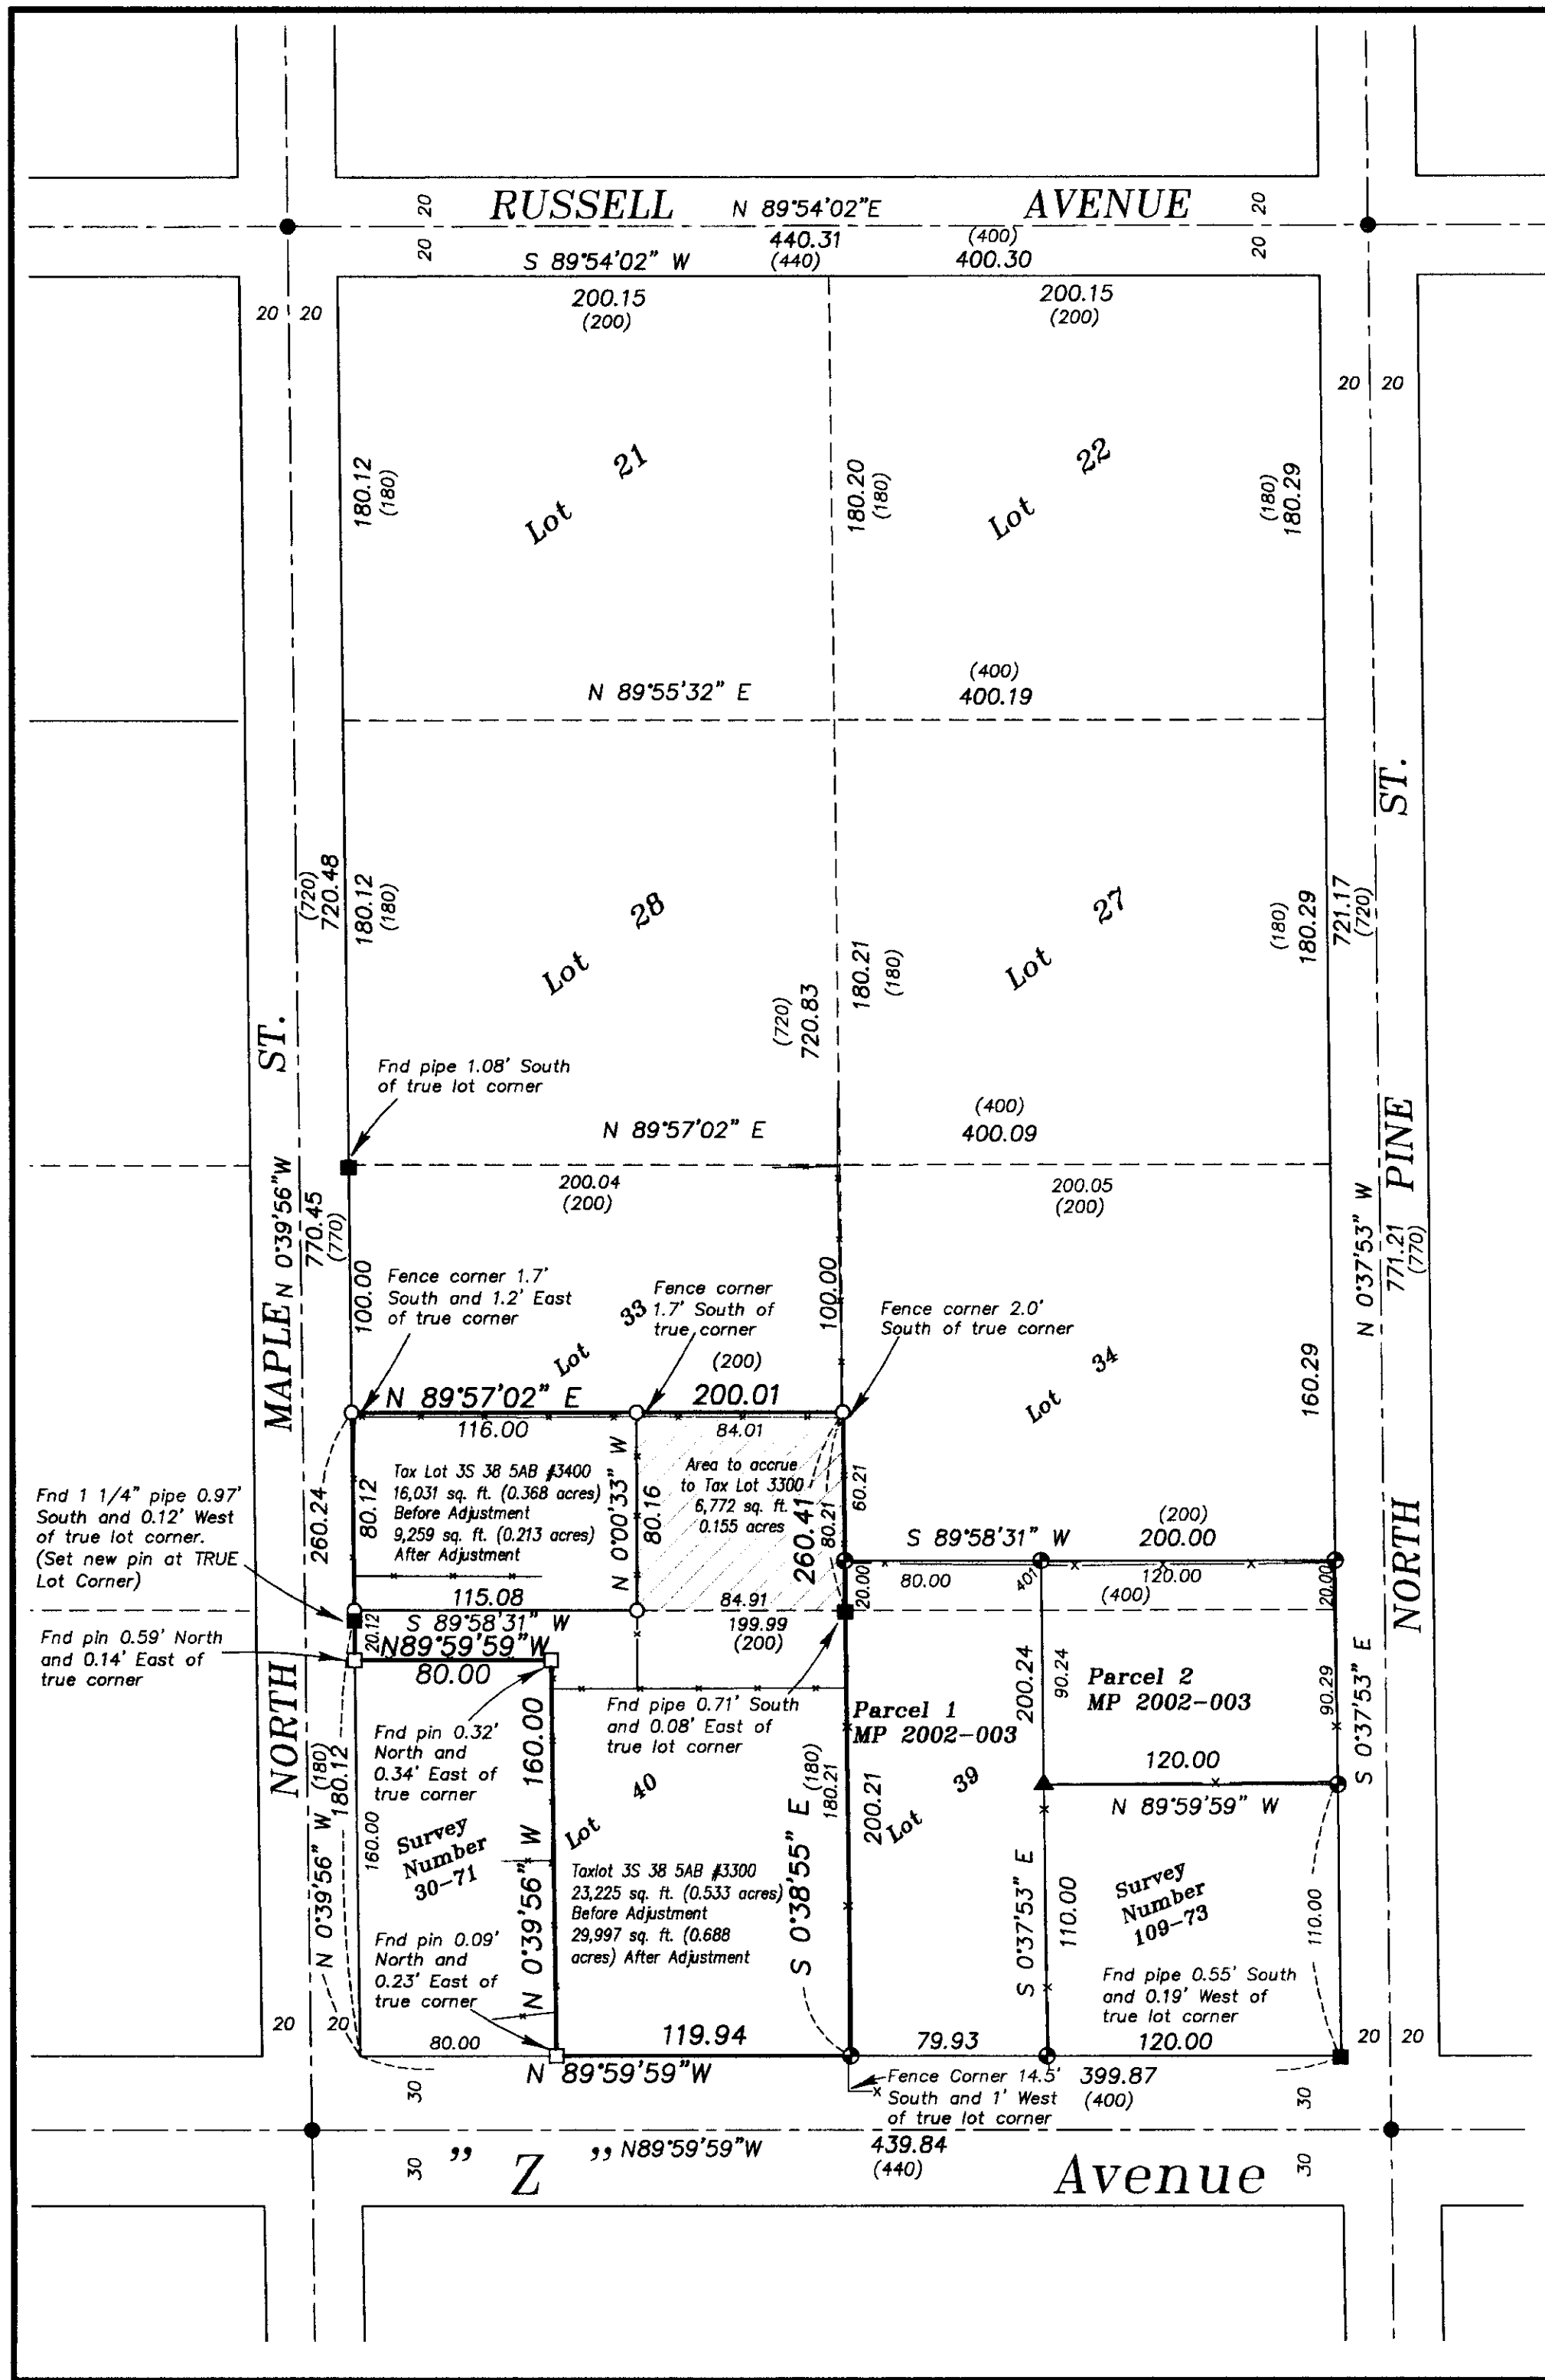 20
RUSSELL
N 89°54'02"E
AVENUE
20
20
S 89°54'02" W
440.31
(440)
(400)
400.30
20
20
20
200.15
(200)
200.15
(200)
20
20
180.12
(180)
Lot 21
180.20
(180)
Lot 22
(180)
180.29
N 89°55'32" E
(400)
400.19
(720)
720.48
180.12
(180)
Lot 28
(720)
720.83
180.21
(180)
Lot 27
(180)
180.29
721.17
(720)
Fnd pipe 1.08' South
of true lot corner
N 89°57'02" E
(400)
400.09
200.04
(200)
200.05
(200)
MAPLE ST.
N 0°39'56"W
770.45
(770)
PINE ST.
N 0°37'53" W
771.21
(770)
100.00
Fence corner 1.7'
South and 1.2' East
of true corner
Lot 33
Fence corner
1.7' South of
true corner
100.00
Fence corner 2.0'
South of true corner
Lot 34
160.29
(200)
N 89°57'02" E
200.01
116.00
84.01
Fnd 1 1/4" pipe 0.97'
South and 0.12' West
of true lot corner.
(Set new pin at TRUE
Lot Corner)
260.24
80.12
Tax Lot 3S 38 5AB #3400
16,031 sq. ft. (0.368 acres)
Before Adjustment
9,259 sq. ft. (0.213 acres)
After Adjustment
N 0°00'33" W
80.16
Area to accrue
to Tax Lot 3300
6,772 sq. ft.
0.155 acres
260.41
80.21
60.21
S 89°58'31" W
(200)
200.00
80.00
401
120.00
(400)
20.00
20.00
115.08
84.91
S 89°58'31" W
199.99
(200)
20.12
Fnd pin 0.59' North
and 0.14' East of
true corner
N89°59'59"W
80.00
NORTH
NORTH
Fnd pipe 0.71' South
and 0.08' East of
true lot corner
Parcel 1
MP 2002-003
200.24
90.24
Parcel 2
MP 2002-003
90.29
S 0°37'53" E
Fnd pin 0.32'
North and
0.34' East of
true corner
160.00
Lot 40
(180)
180.21
200.21
Lot 39
120.00
N 89°59'59" W
N 0°39'56" W
(180)
180.12
160.00
Survey
Number
30-71
N 0°39'56" W
Taxlot 3S 38 5AB #3300
23,225 sq. ft. (0.533 acres)
Before Adjustment
29,997 sq. ft. (0.688
acres) After Adjustment
S 0°38'55" E
S 0°37'53" E
110.00
Survey
Number
109-73
110.00
Fnd pin 0.09'
North and
0.23' East of
true corner
Fnd pipe 0.55' South
and 0.19' West of
true lot corner
20
20
80.00
119.94
79.93
120.00
20
20
N 89°59'59"W
30
Fence Corner 14.5'
South and 1' West
of true lot corner
399.87
(400)
30
30
" Z "
N89°59'59"W
439.84
(440)
Avenue
30